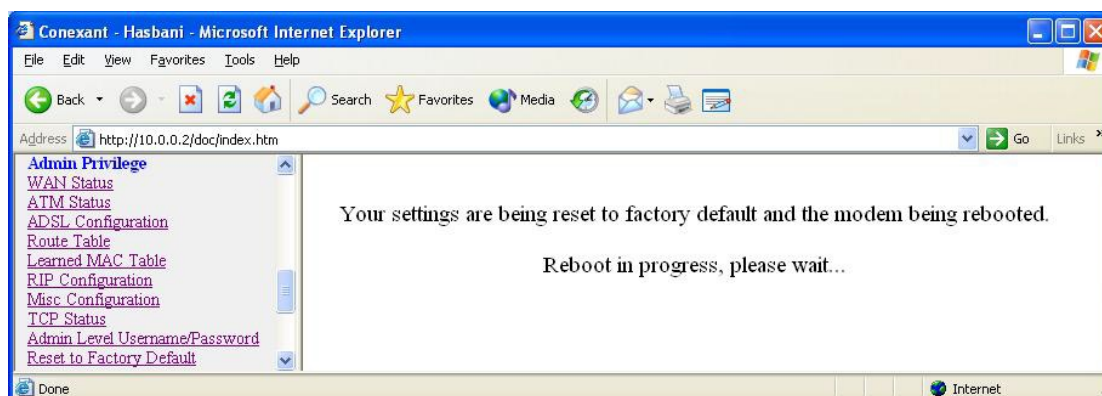 Conexant - Hasbani - Microsoft Internet Explorer
File Edit View Favorites Tools Help
Back Search Favorites Media
Address http://10.0.0.2/doc/index.htm Go Links »
Admin Privilege
WAN Status
ATM Status
ADSL Configuration
Route Table
Learned MAC Table
RIP Configuration
Misc Configuration
TCP Status
Admin Level Username/Password
Reset to Factory Default
Your settings are being reset to factory default and the modem being rebooted.
Reboot in progress, please wait...
Done Internet